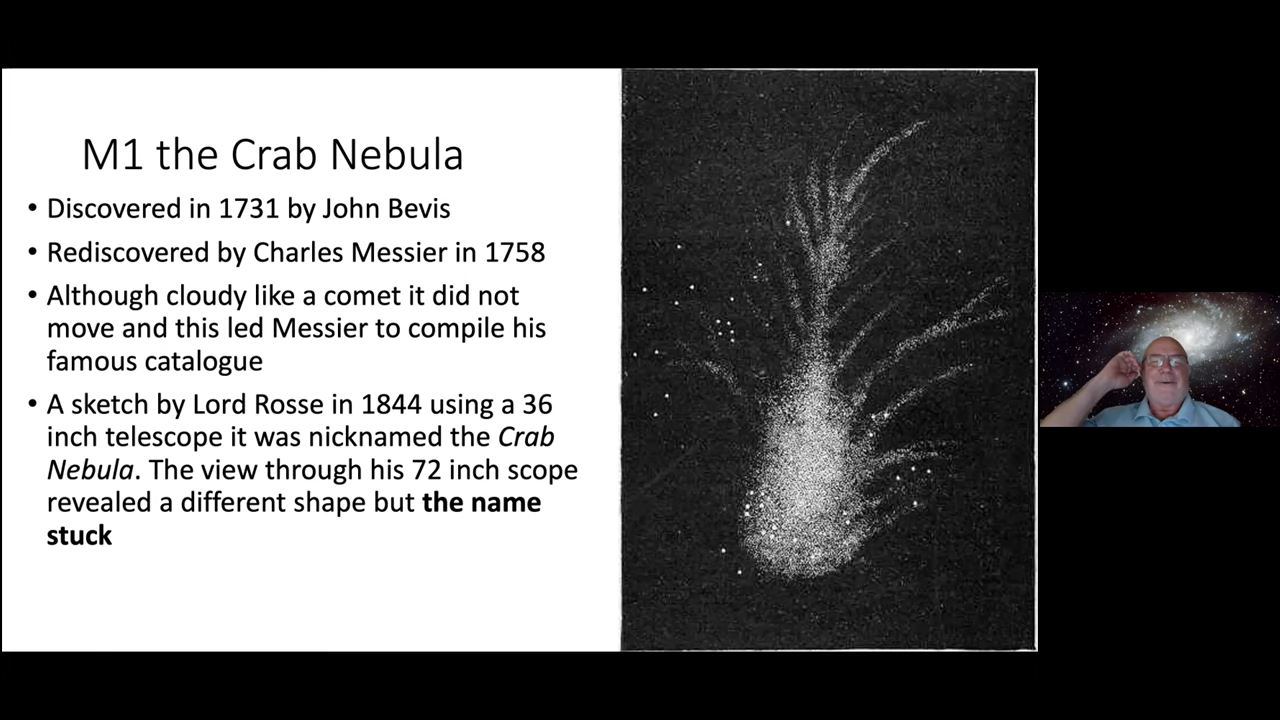 M1 the Crab Nebula
• Discovered in 1731 by John Bevis
• Rediscovered by Charles Messier in 1758
• Although cloudy like a comet it did not
move and this led Messier to compile his
famous catalogue
• A sketch by Lord Rosse in 1844 using a 36
inch telescope it was nicknamed the Crab
Nebula. The view through his 72 inch scope
revealed a different shape but the name
stuck